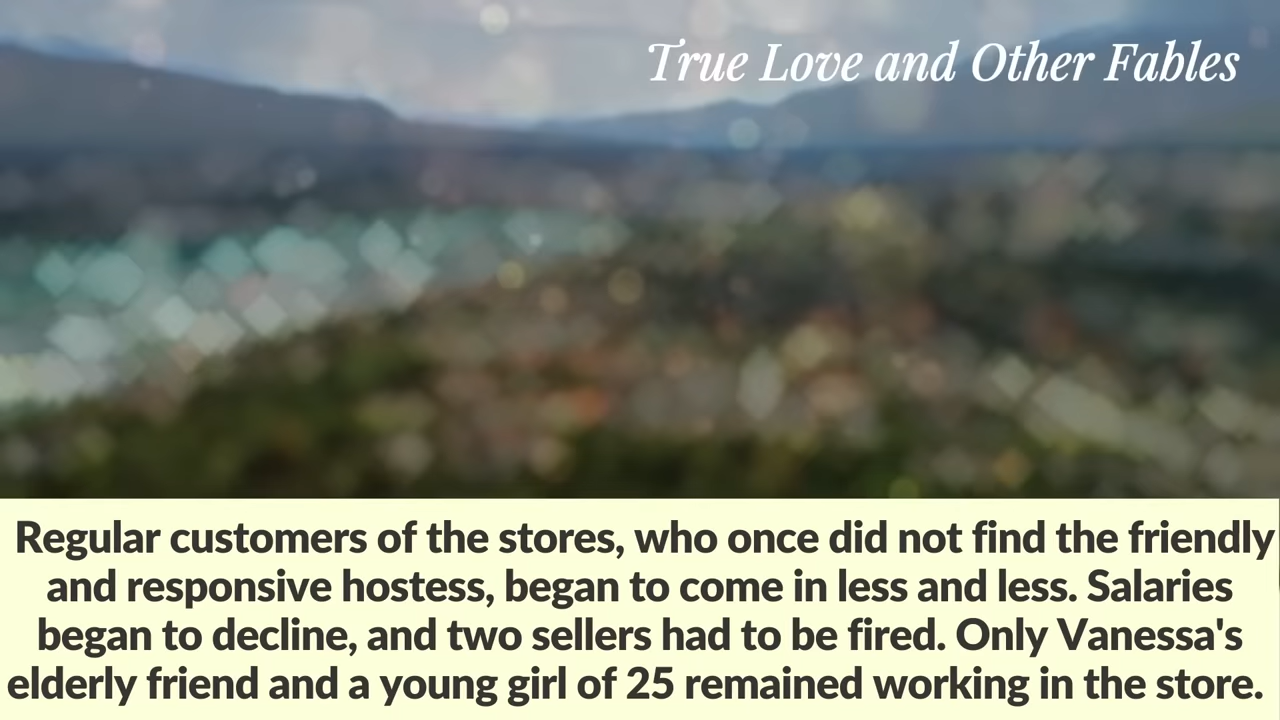 True Love and Other Fables
Regular customers of the stores, who once did not find the friendly
and responsive hostess, began to come in less and less. Salaries
began to decline, and two sellers had to be fired. Only Vanessa's
elderly friend and a young girl of 25 remained working in the store.